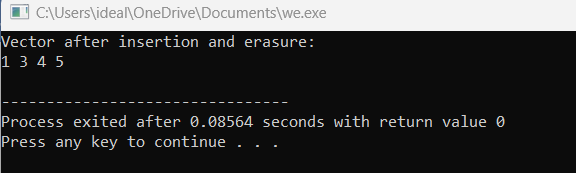 C:\Users\ideal\OneDrive\Documents\we.exe
Vector after insertion and erasure:
1 3 4 5
--------------------------------
Process exited after 0.08564 seconds with return value 0
Press any key to continue . . .